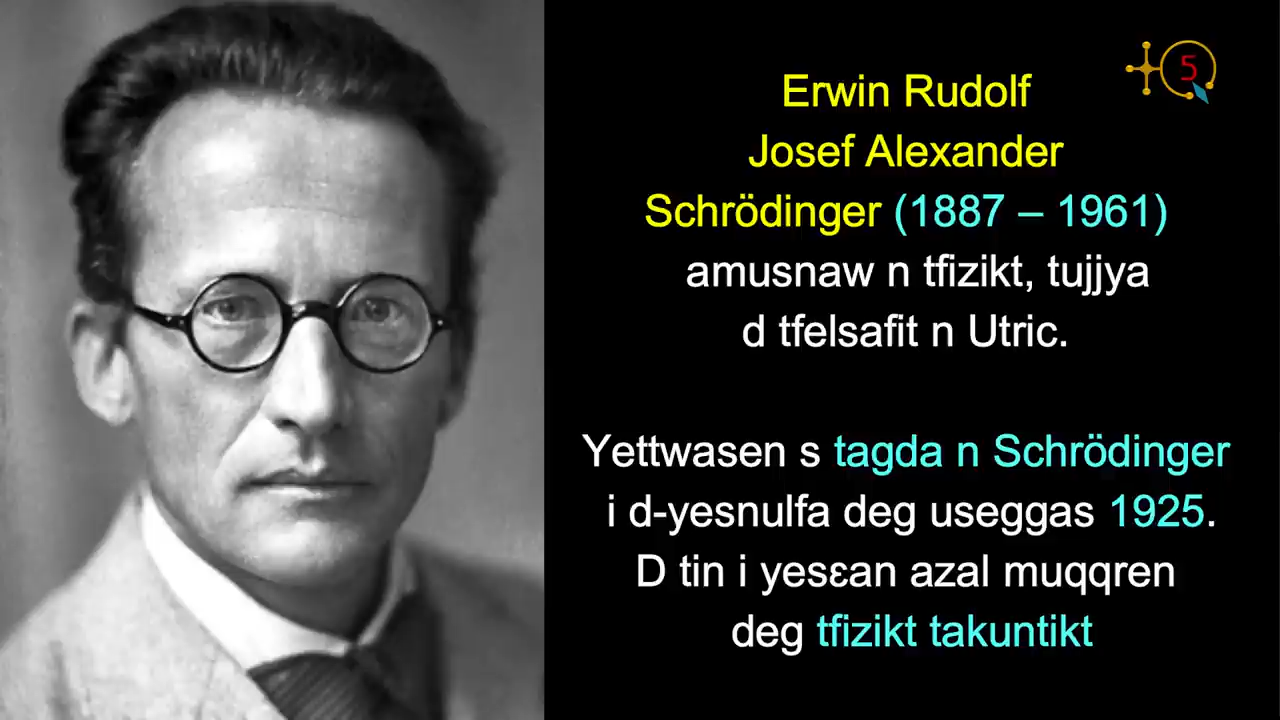 5
Erwin Rudolf
Josef Alexander
Schrödinger (1887 – 1961)
amusnaw n tfizikt, tujjya
d tfelsafit n Utric.
Yettwasen s tagda n Schrödinger
i d-yesnulfa deg useggas 1925.
D tin i yesɛan azal muqqren
deg tfizikt takuntikt